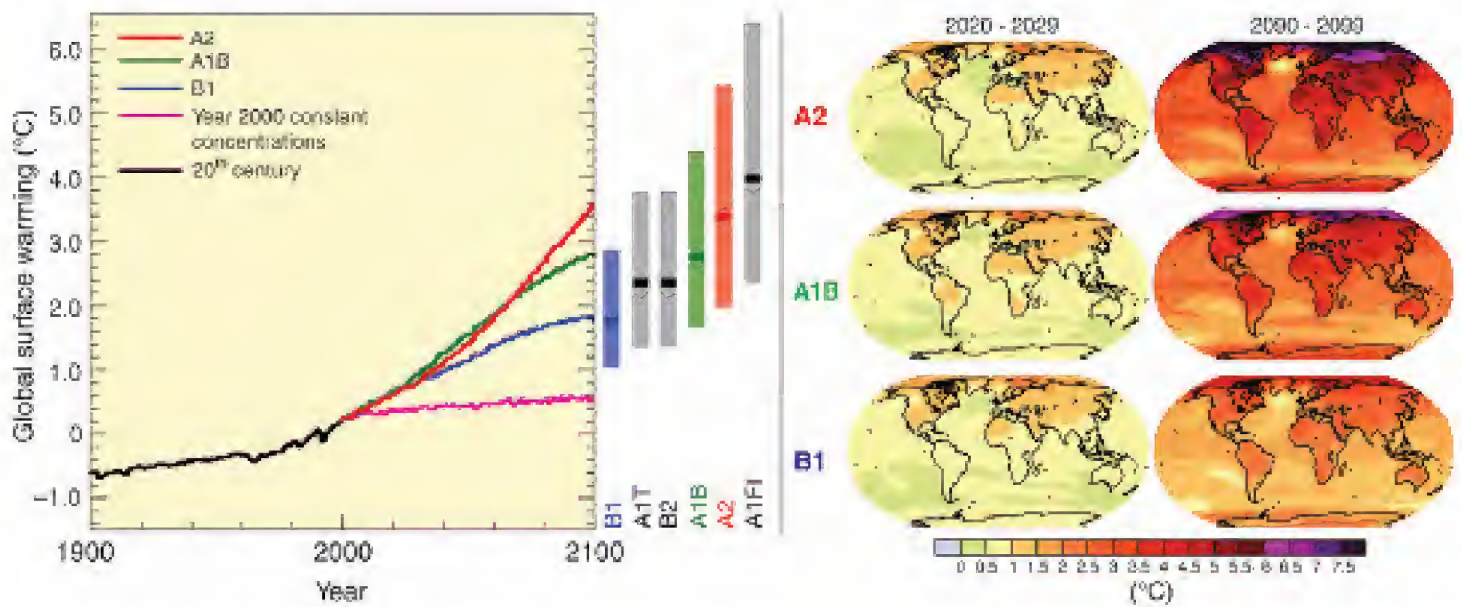 6.0
5.0
4.0
3.0
2.0
1.0
0
−1.0
Global surface warming (°C)
A2
A1B
B1
Year 2000 constant
concentrations
20th century
1900
2000
2100
Year
B1
A1T
B2
A1B
A2
A1FI
2020 - 2029
2090 - 2099
A2
A1B
B1
0 0.5 1 1.5 2 2.5 3 3.5 4 4.5 5 5.5 6 6.5 7 7.5
(°C)